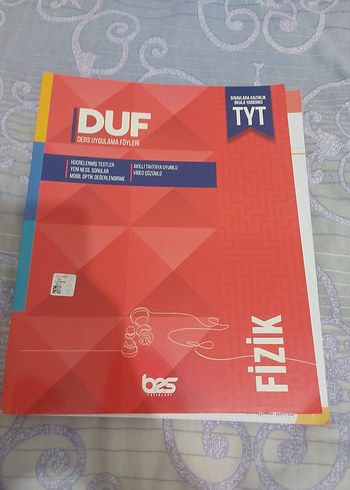 DUF
DERS UYGULAMA FÖYLERİ
SINAVLARA HAZIRLIK
OKULA YARDIMCI
TYT
HÜCRELENMİŞ TESTLER
YENİ NESİL SORULAR
MOBİL OPTİK DEĞERLENDİRME
AKILLI TAHTAYA UYUMLU
VİDEO ÇÖZÜMLÜ
FİZİK
bes
YAYINLARI